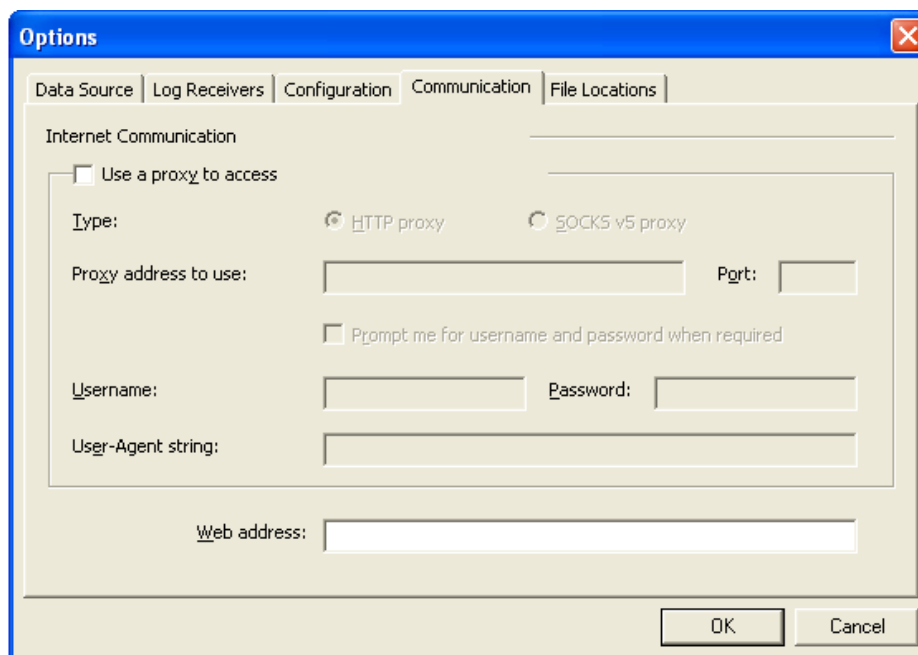 Options
Data Source Log Receivers Configuration Communication File Locations
Internet Communication
Use a proxy to access
Type: HTTP proxy SOCKS v5 proxy
Proxy address to use: Port:
Prompt me for username and password when required
Username: Password:
User-Agent string:
Web address:
OK Cancel